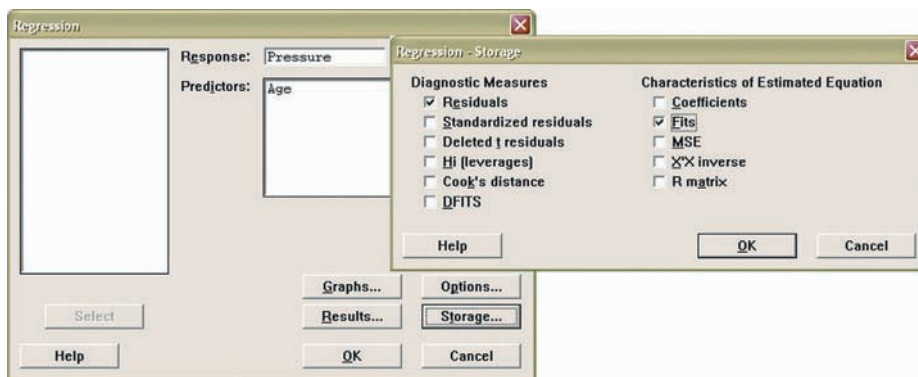 Regression
Response: Pressure
Predictors: Age
Select
Help
Graphs...
Options...
Results...
Storage...
OK
Cancel
Regression - Storage
Diagnostic Measures
Residuals
Standardized residuals
Deleted t residuals
Hi (leverages)
Cook's distance
DFITS
Characteristics of Estimated Equation
Coefficients
Fits
MSE
X'X inverse
R matrix
Help
OK
Cancel